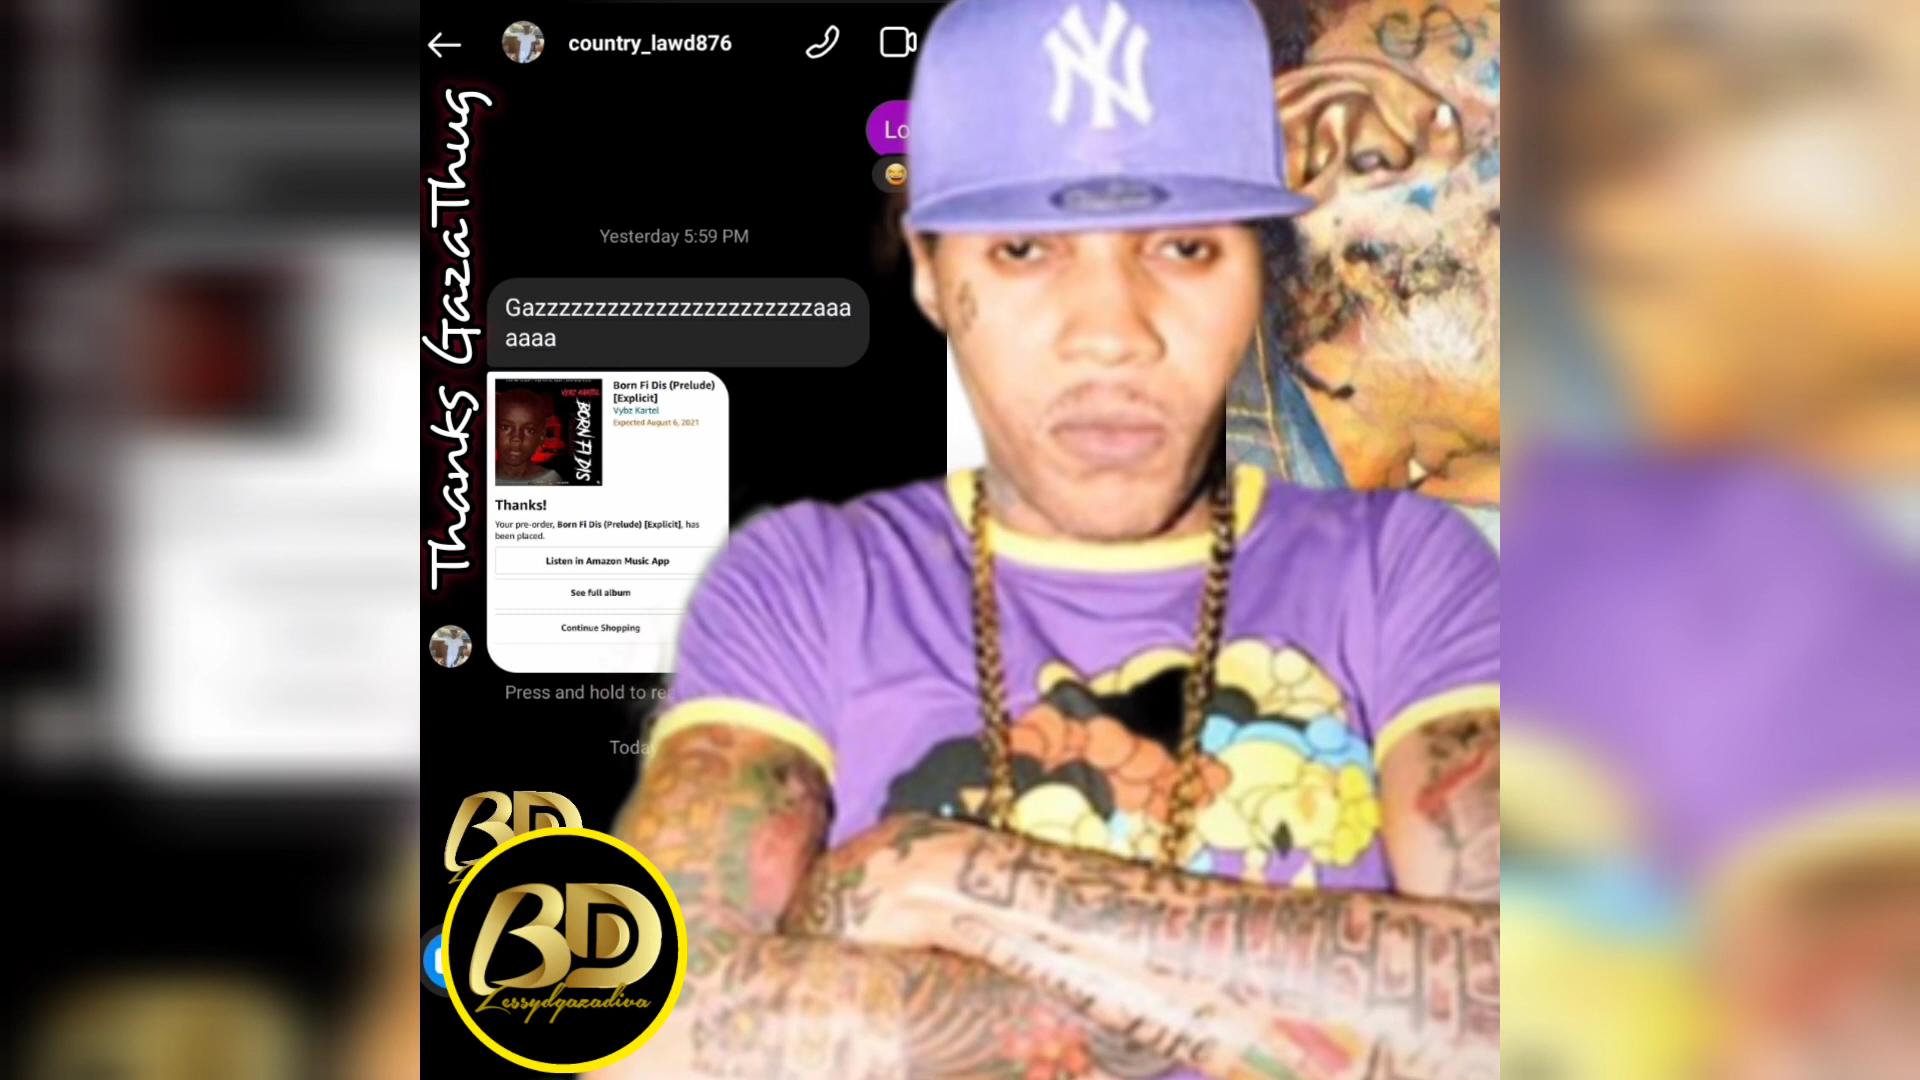 country_lawd876
Lo
Yesterday 5:59 PM
Gazzzzzzzzzzzzzzzzzzzzzzzzaaa
aaaa
Thanks GazaThug
VYBZ KARTEL
BORN FI DIS
Born Fi Dis (Prelude)
[Explicit]
Vybz Kartel
Expected August 6, 2021
Thanks!
Your pre-order, Born Fi Dis (Prelude) [Explicit], has
been placed.
Listen in Amazon Music App
See full album
Continue Shopping
Press and hold to rea
Toda
NY
BD
BD
Lessydgazadiva